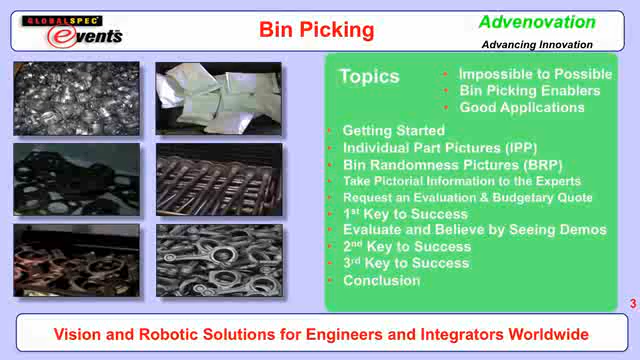 GLOBALSPEC
events
Bin Picking
Advenovation
Advancing Innovation
Topics
• Impossible to Possible
• Bin Picking Enablers
• Good Applications
• Getting Started
• Individual Part Pictures (IPP)
• Bin Randomness Pictures (BRP)
• Take Pictorial Information to the Experts
• Request an Evaluation & Budgetary Quote
• 1st Key to Success
• Evaluate and Believe by Seeing Demos
• 2nd Key to Success
• 3rd Key to Success
• Conclusion
3
Vision and Robotic Solutions for Engineers and Integrators Worldwide